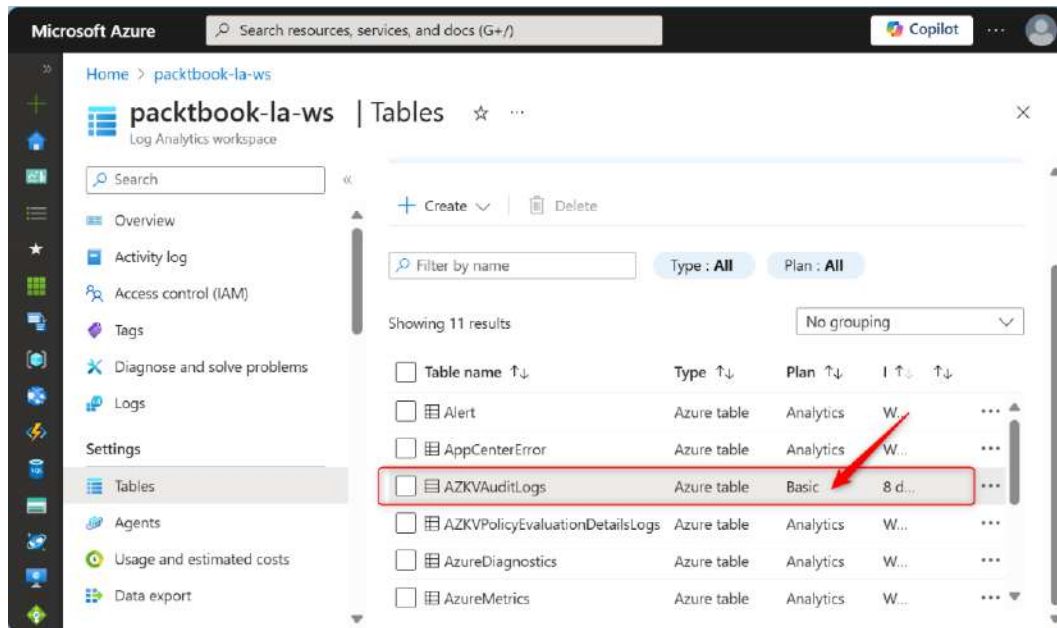 Microsoft Azure
Search resources, services, and docs (G+/)
Copilot
Home > packtbook-la-ws
packtbook-la-ws | Tables
Log Analytics workspace
Search
Overview
Activity log
Access control (IAM)
Tags
Diagnose and solve problems
Logs
Settings
Tables
Agents
Usage and estimated costs
Data export
Create
Delete
Filter by name
Type : All
Plan : All
Showing 11 results
No grouping
Table name Type Plan I
Alert Azure table Analytics W...
AppCenterError Azure table Analytics W...
AZKVAuditLogs Azure table Basic 8 d...
AZKVPolicyEvaluationDetailsLogs Azure table Analytics W...
AzureDiagnostics Azure table Analytics W...
AzureMetrics Azure table Analytics W...